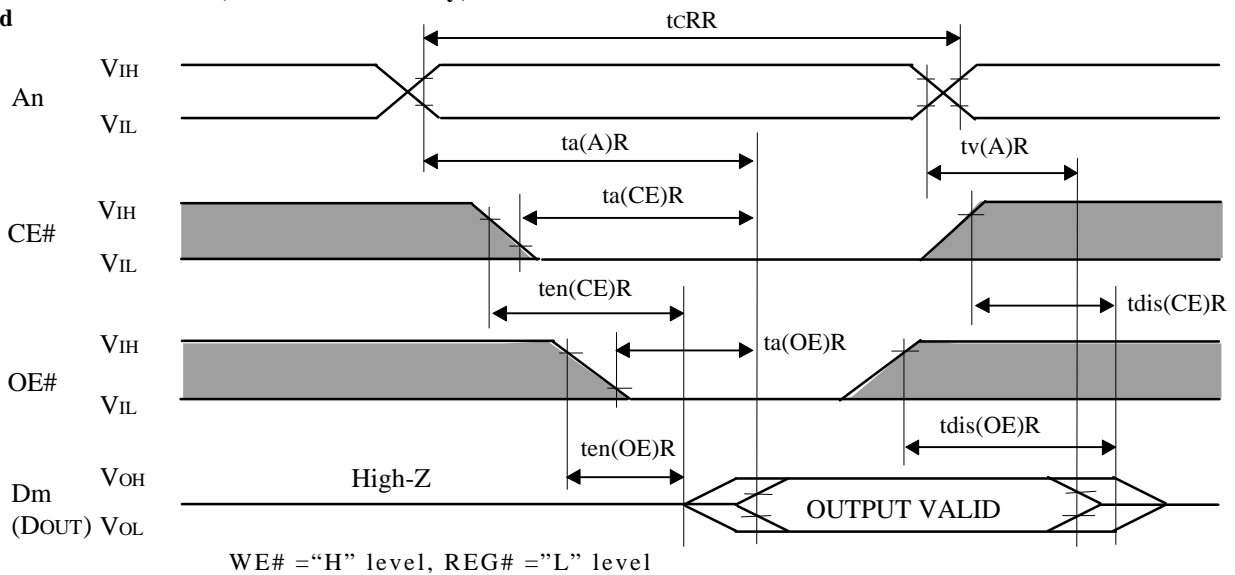 d
tcRR
An VIH
VIL
ta(A)R
tv(A)R
CE# VIH
VIL
ta(CE)R
ten(CE)R
tdis(CE)R
OE# VIH
VIL
ta(OE)R
tdis(OE)R
ten(OE)R
Dm VOH High-Z
(DOUT) VOL
OUTPUT VALID
WE# =“H” level, REG# =”L” level